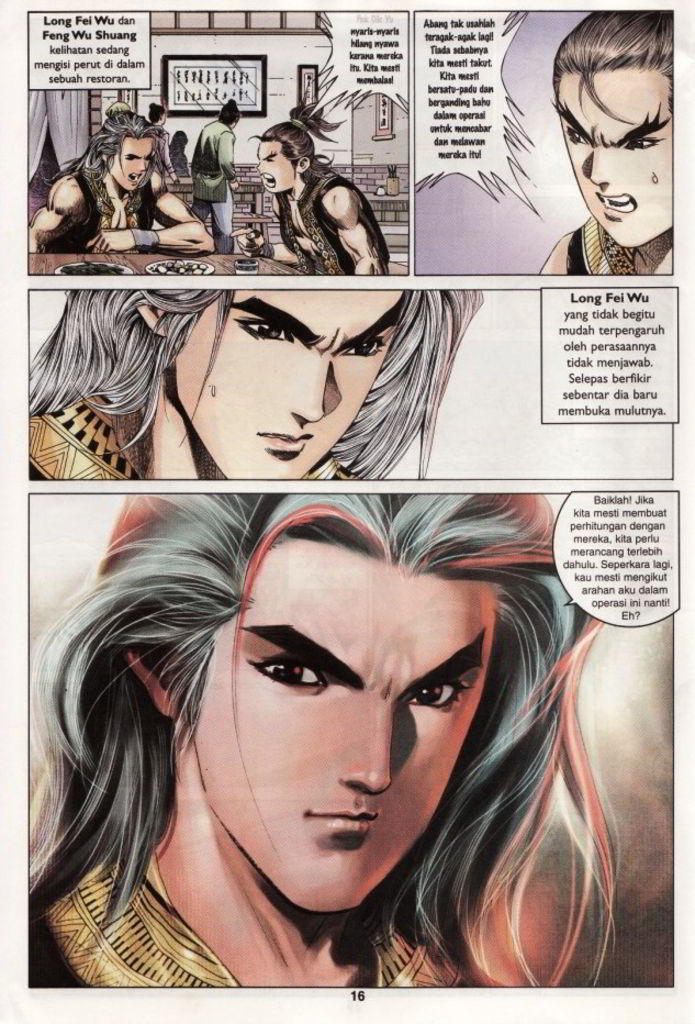 Long Fei Wu dan
Feng Wu Shuang
kelihatan sedang
mengisi perut di dalam
sebuah restoran.
nyaris-nyaris
hilang nyawa
kerana mereka
itu. Kita mesti
membalas!
Abang tak usahlah
teragak-agak lagi!
Tiada sebabnya
kita mesti takut. Kita
mesti
bersatu-padu dan
berganding bahu
dalam operasi
untuk mencabar
dan melawan
mereka itu!
Long Fei Wu
yang tidak begitu
mudah terpengaruh
oleh perasaannya
tidak menjawab.
Selepas berfikir
sebentar dia baru
membuka mulutnya.
Baiklah! Jika
kita mesti membuat
perhitungan dengan
mereka, kita perlu
merancang terlebih
dahulu. Seperkara lagi,
kau mesti mengikut
arahan aku dalam
operasi ini nanti!
Eh?
16